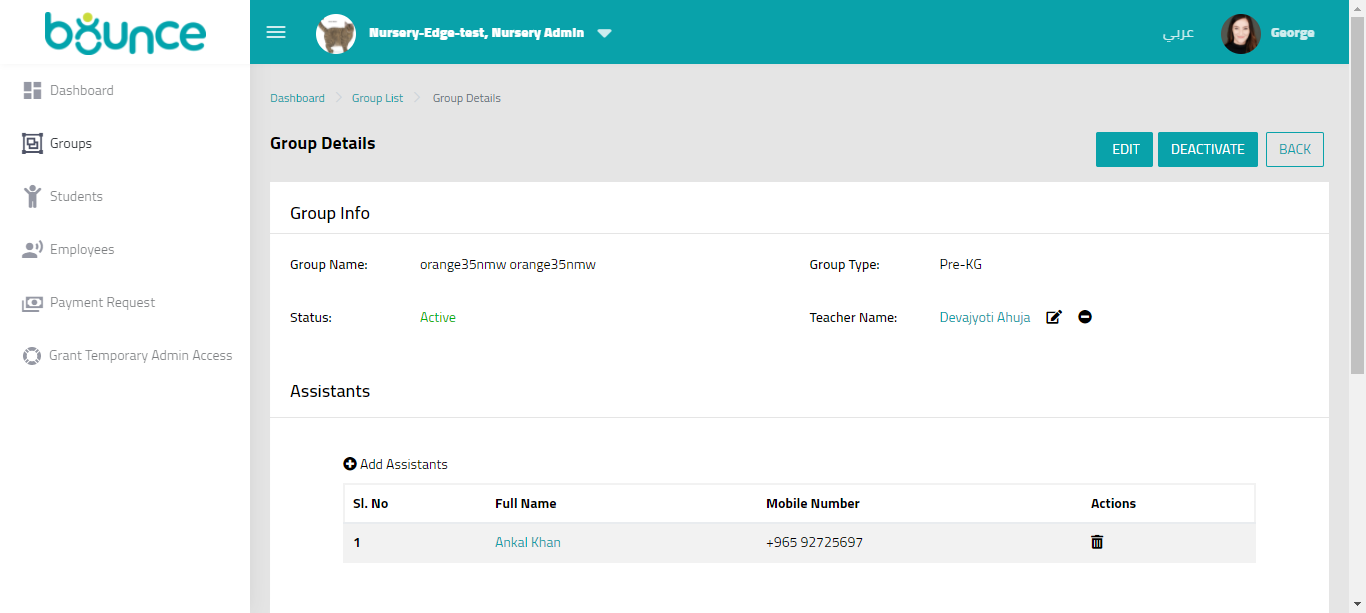 bounce
Nursery-Edge-test, Nursery Admin
عربي
George
Dashboard
Groups
Students
Employees
Payment Request
Grant Temporary Admin Access
Dashboard > Group List > Group Details
Group Details
EDIT
DEACTIVATE
BACK
Group Info
Group Name: orange35nmw orange35nmw
Group Type: Pre-KG
Status: Active
Teacher Name: Devajyoti Ahuja
Assistants
Add Assistants
Sl. No Full Name Mobile Number Actions
1 Ankal Khan +965 92725697